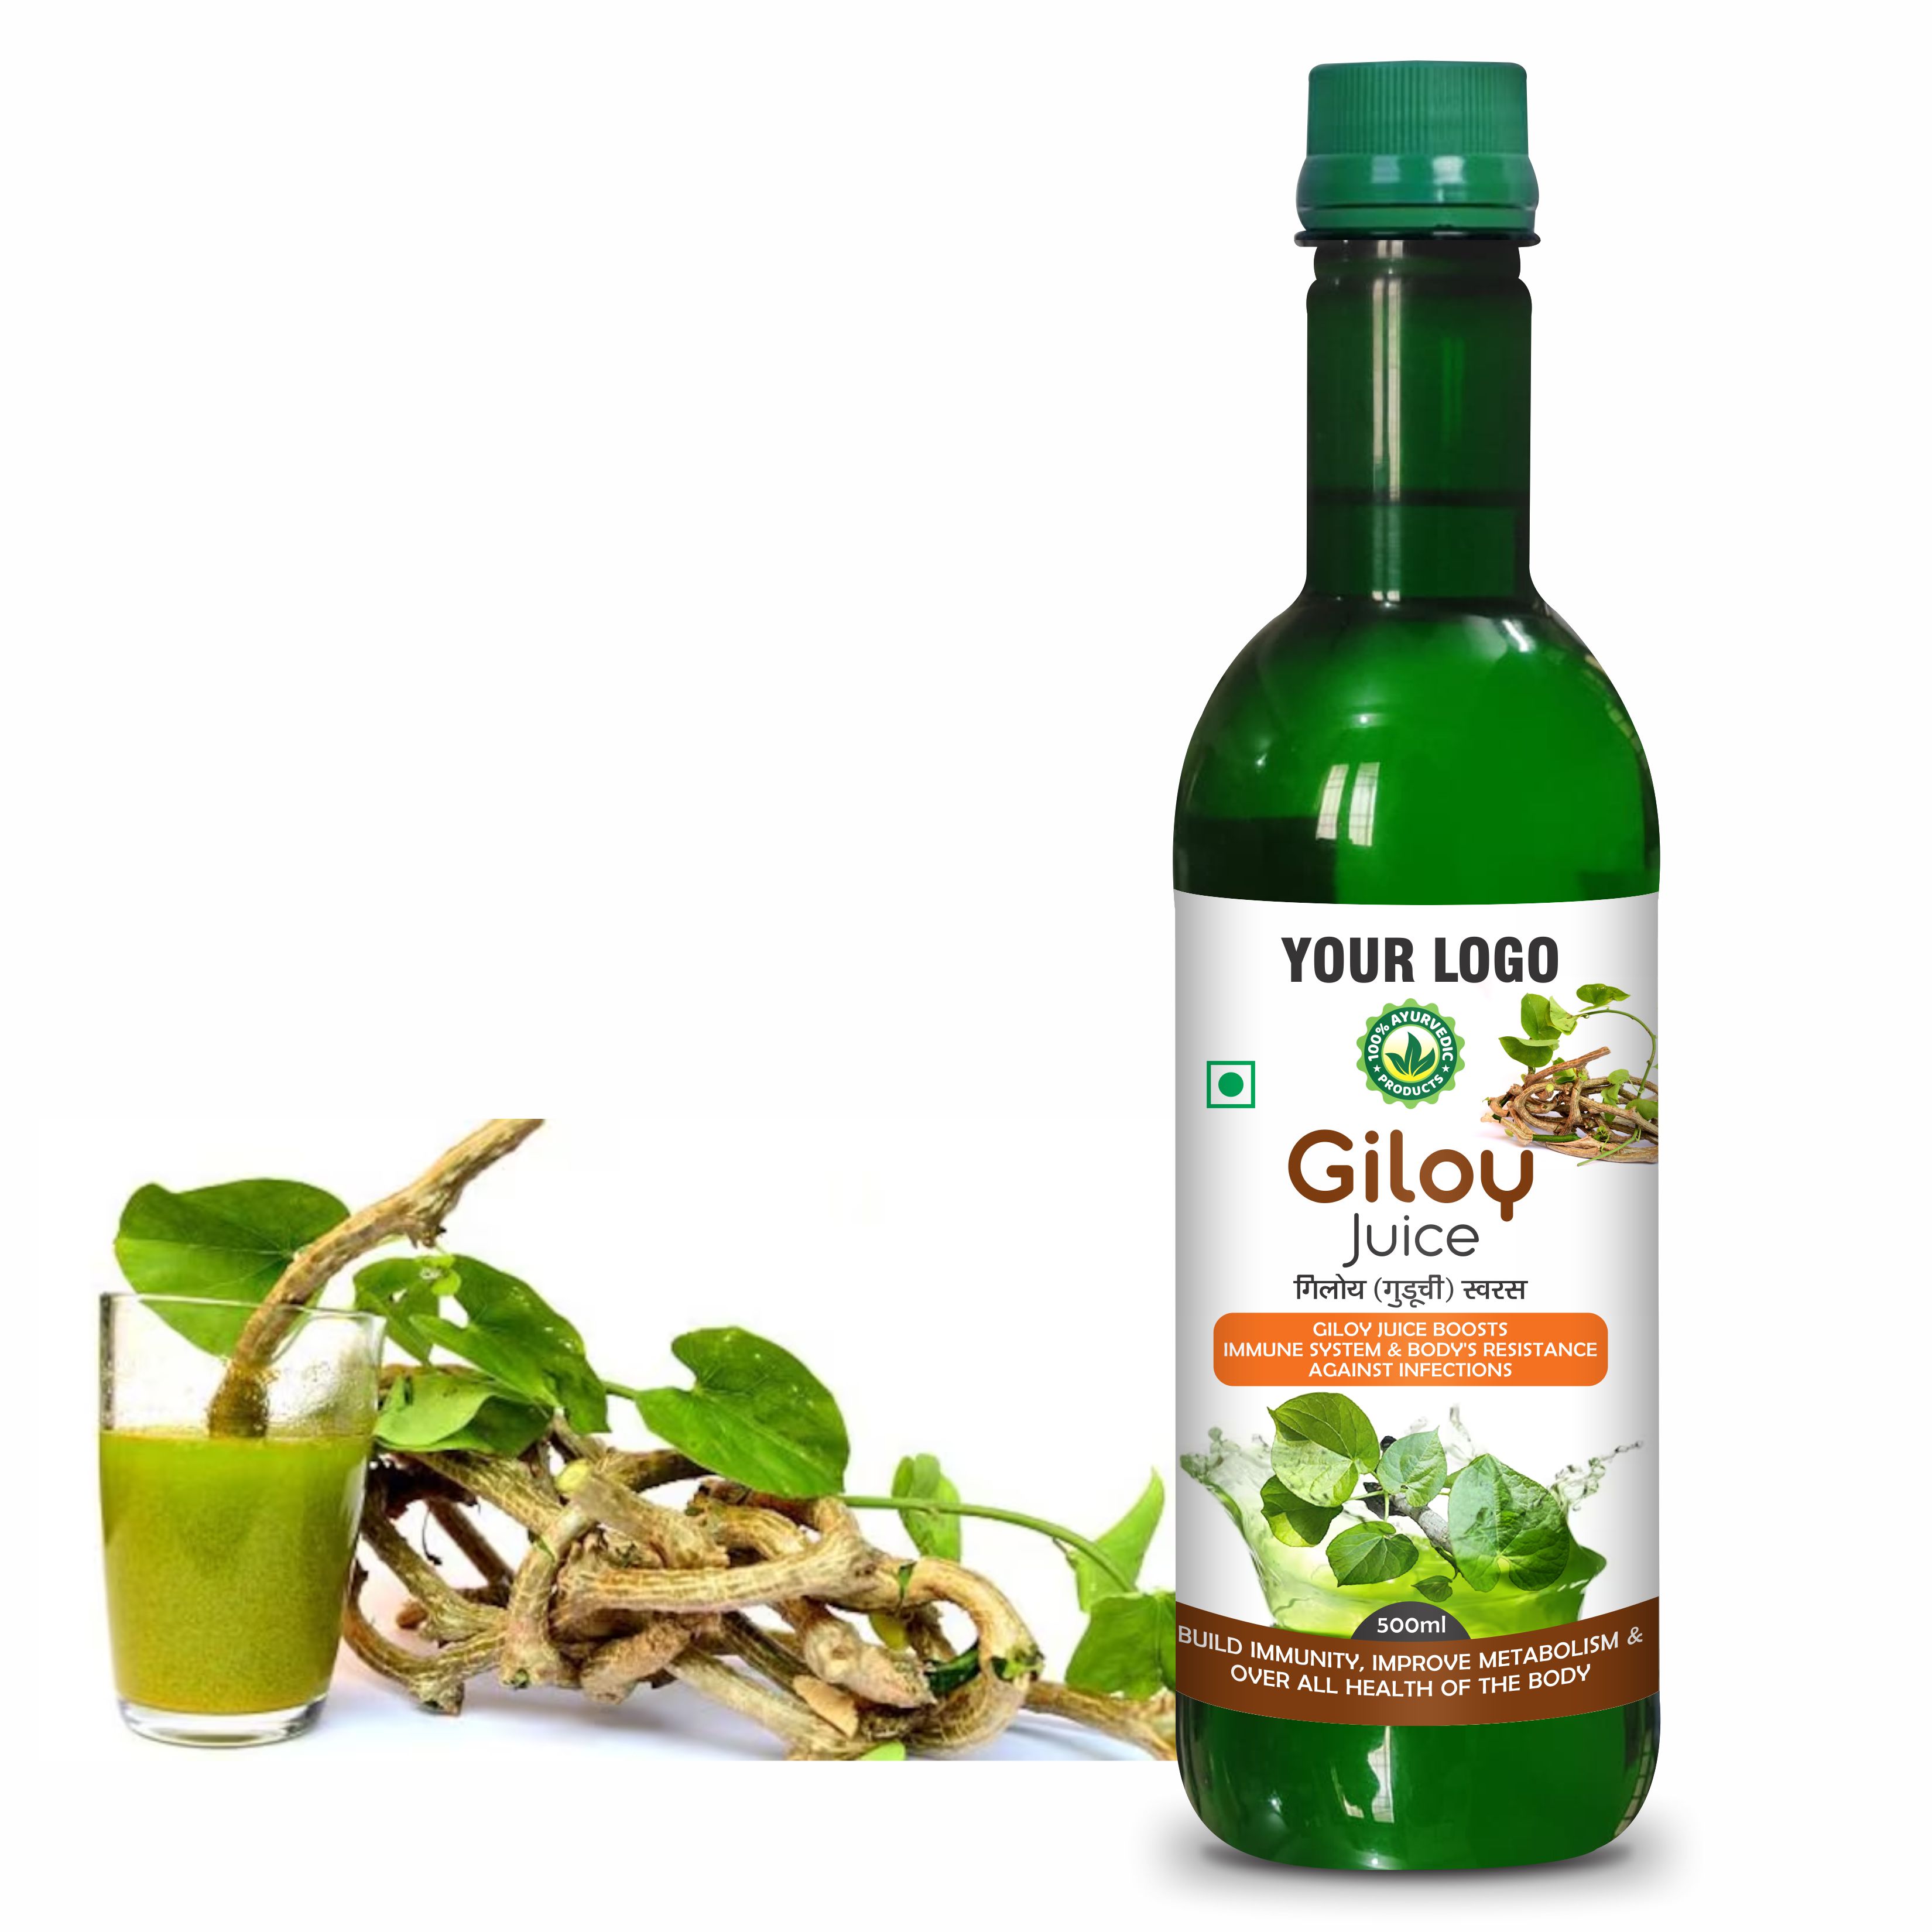 YOUR LOGO
100% AYURVEDIC
PRODUCTS
Giloy
Juice
गिलोय (गुडूची) स्वरस
GILOY JUICE BOOSTS
IMMUNE SYSTEM & BODY'S RESISTANCE
AGAINST INFECTIONS
500ml
BUILD IMMUNITY, IMPROVE METABOLISM &
OVER ALL HEALTH OF THE BODY